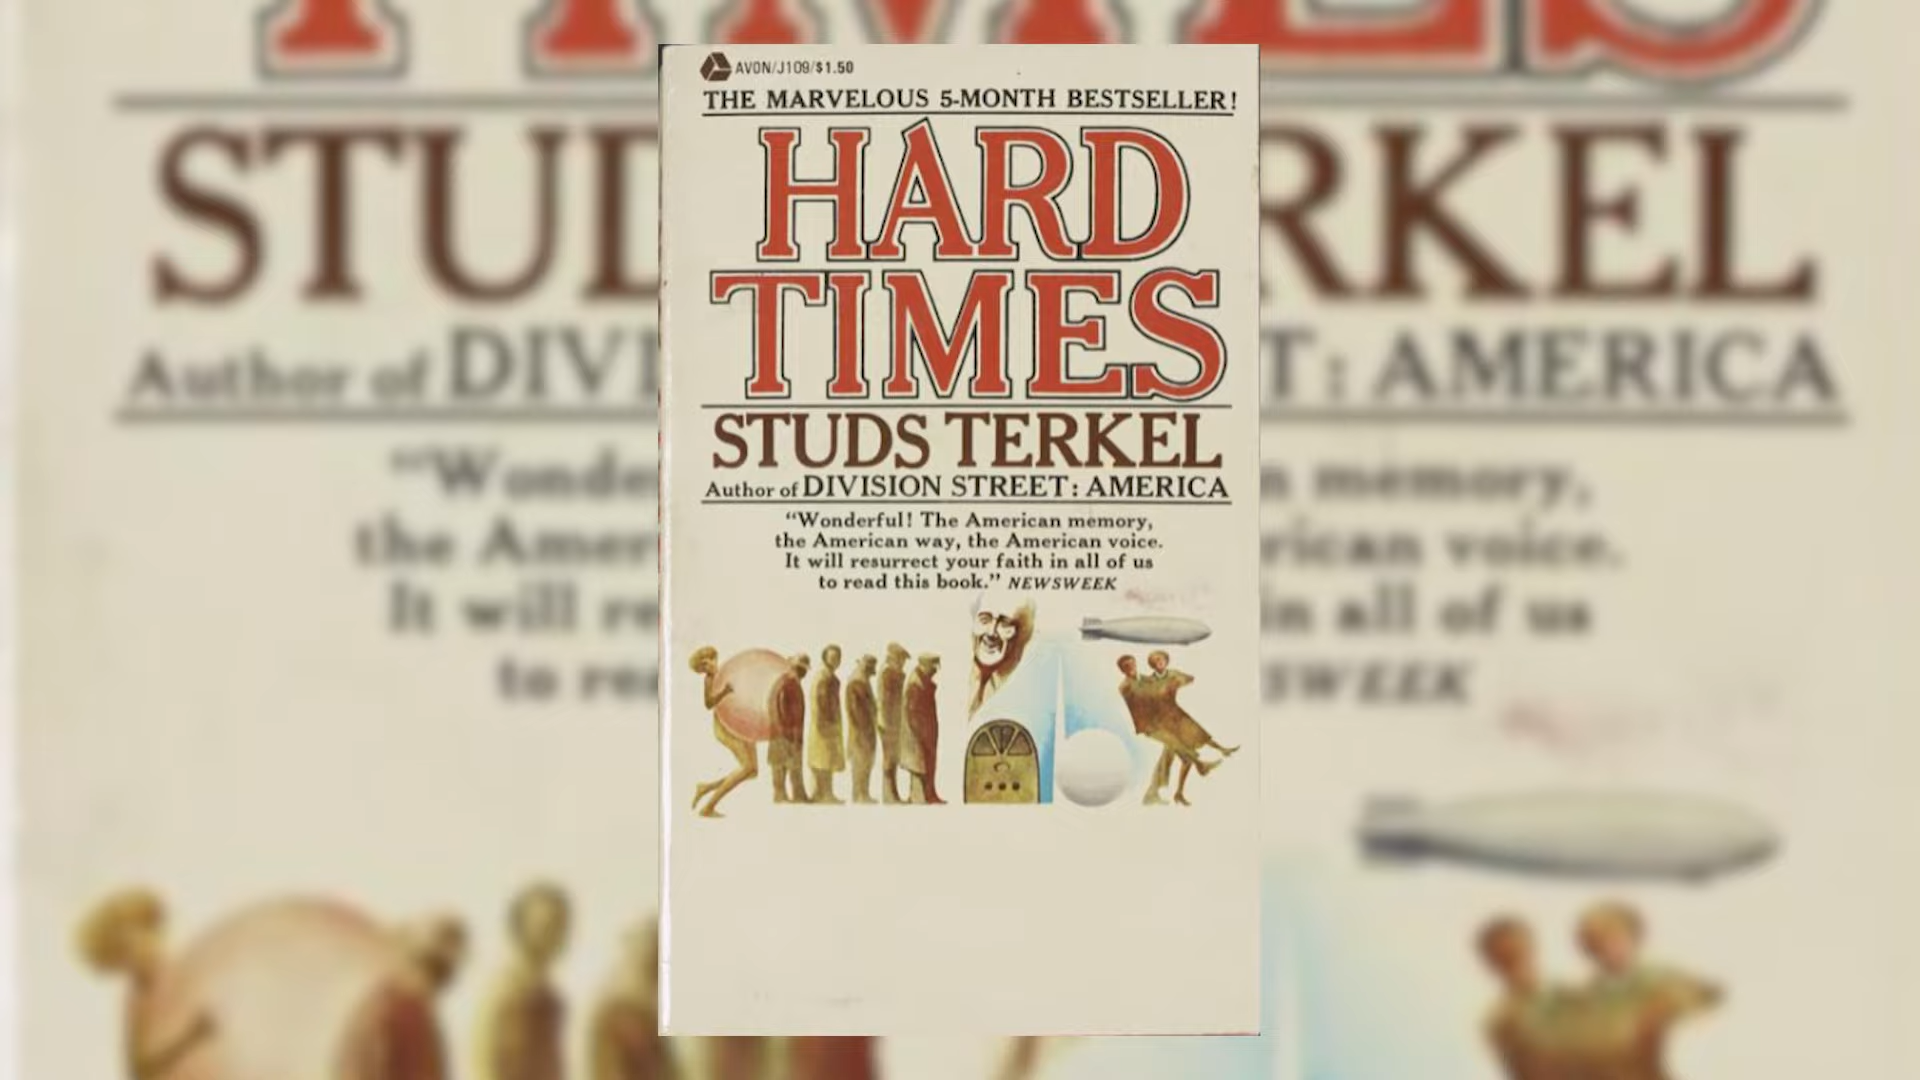 AVON/J109/$1.50
THE MARVELOUS 5-MONTH BESTSELLER!
HARD
TIMES
STUDS TERKEL
Author of DIVISION STREET: AMERICA
“Wonderful! The American memory,
the American way, the American voice.
It will resurrect your faith in all of us
to read this book.” NEWSWEEK